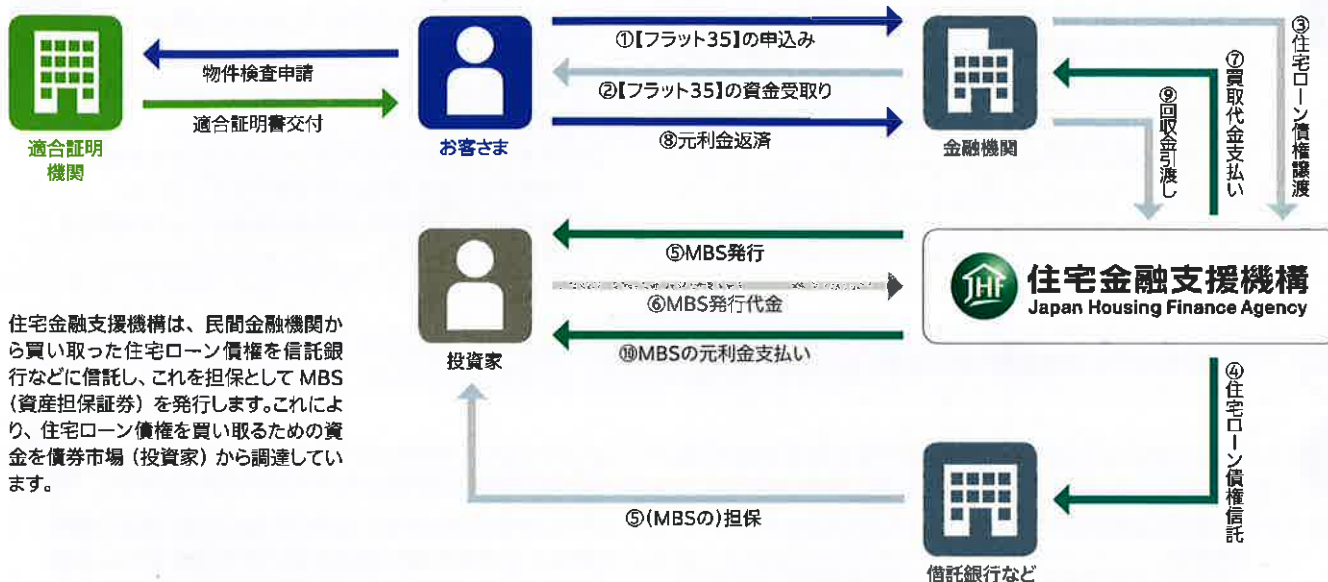 ①【フラット35】の申込み
物件検査申請
②【フラット35】の資金受取り
適合証明書交付
⑧元利金返済
適合証明
機関
お客さま
金融機関
③住宅ローン債権譲渡
⑦買取代金支払い
⑨回収金引渡し
⑤MBS発行
⑥MBS発行代金
⑩MBSの元利金支払い
投資家
JHF
住宅金融支援機構
Japan Housing Finance Agency
住宅金融支援機構は、民間金融機関か
ら買い取った住宅ローン債権を信託銀
行などに信託し、これを担保として MBS
（資産担保証券）を発行します。これによ
り、住宅ローン債権を買い取るための資
金を債券市場（投資家）から調達してい
ます。
④住宅ローン債権信託
⑤(MBSの)担保
信託銀行など